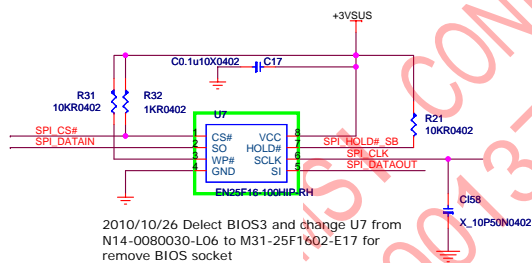 +3VSUS
C0.1u10X0402 C17
R31
10KR0402
R32
1KR0402
R21
10KR0402
U7
SPI_CS#
SPI_DATAIN
1 CS# VCC 8
2 SO HOLD# 7
3 WP# SCLK 6
4 GND SI 5
SPI_HOLD#_SB
SPI_CLK
SPI_DATAOUT
EN25F16-100HIP-RH
CI58
X_10P50N0402
2010/10/26 Delect BIOS3 and change U7 from
N14-0080030-L06 to M31-25F1602-E17 for
remove BIOS socket